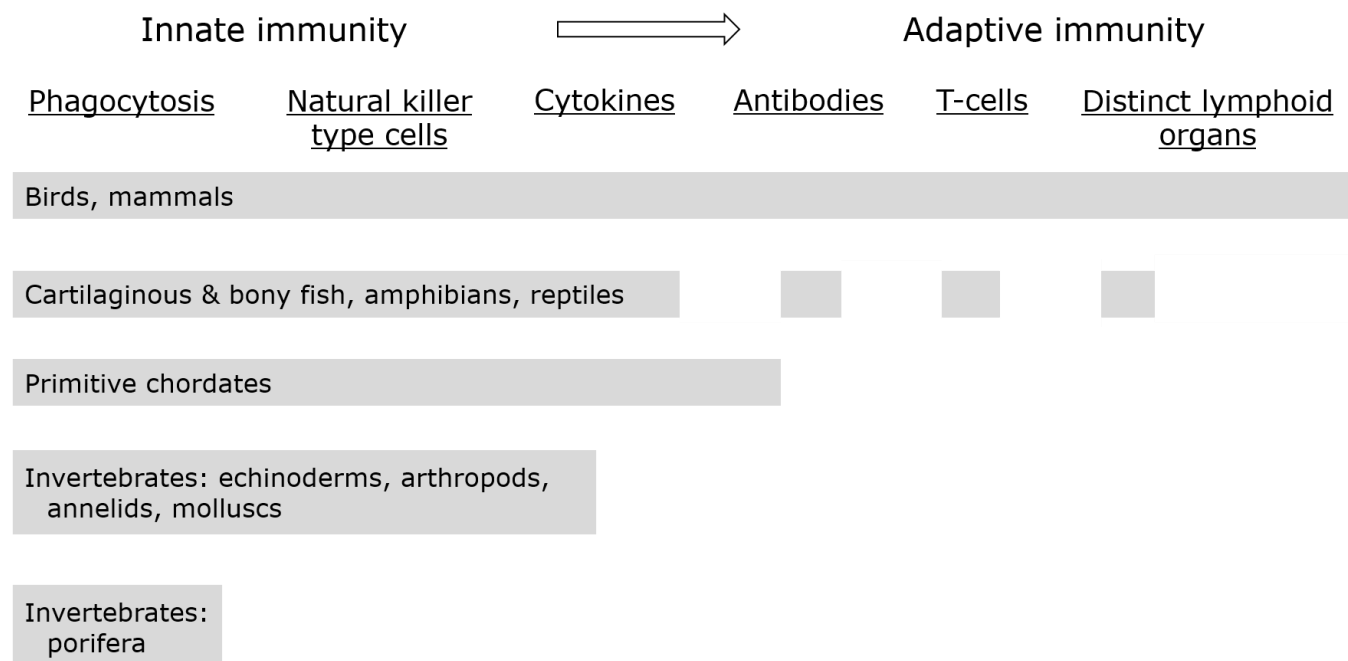 Innate immunity
Adaptive immunity
Phagocytosis
Natural killer
type cells
Cytokines
Antibodies
T-cells
Distinct lymphoid
organs
Birds, mammals
Cartilaginous & bony fish, amphibians, reptiles
Primitive chordates
Invertebrates: echinoderms, arthropods,
annelids, molluscs
Invertebrates:
porifera